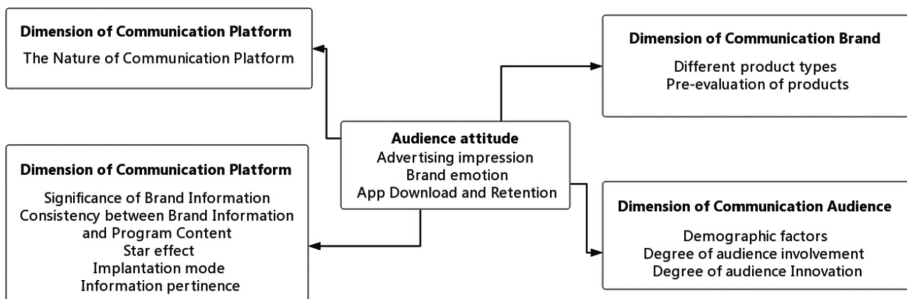 Dimension of Communication Platform
The Nature of Communication Platform
Dimension of Communication Platform
Significance of Brand Information
Consistency between Brand Information
and Program Content
Star effect
Implantation mode
Information pertinence
Audience attitude
Advertising impression
Brand emotion
App Download and Retention
Dimension of Communication Brand
Different product types
Pre-evaluation of products
Dimension of Communication Audience
Demographic factors
Degree of audience involvement
Degree of audience Innovation